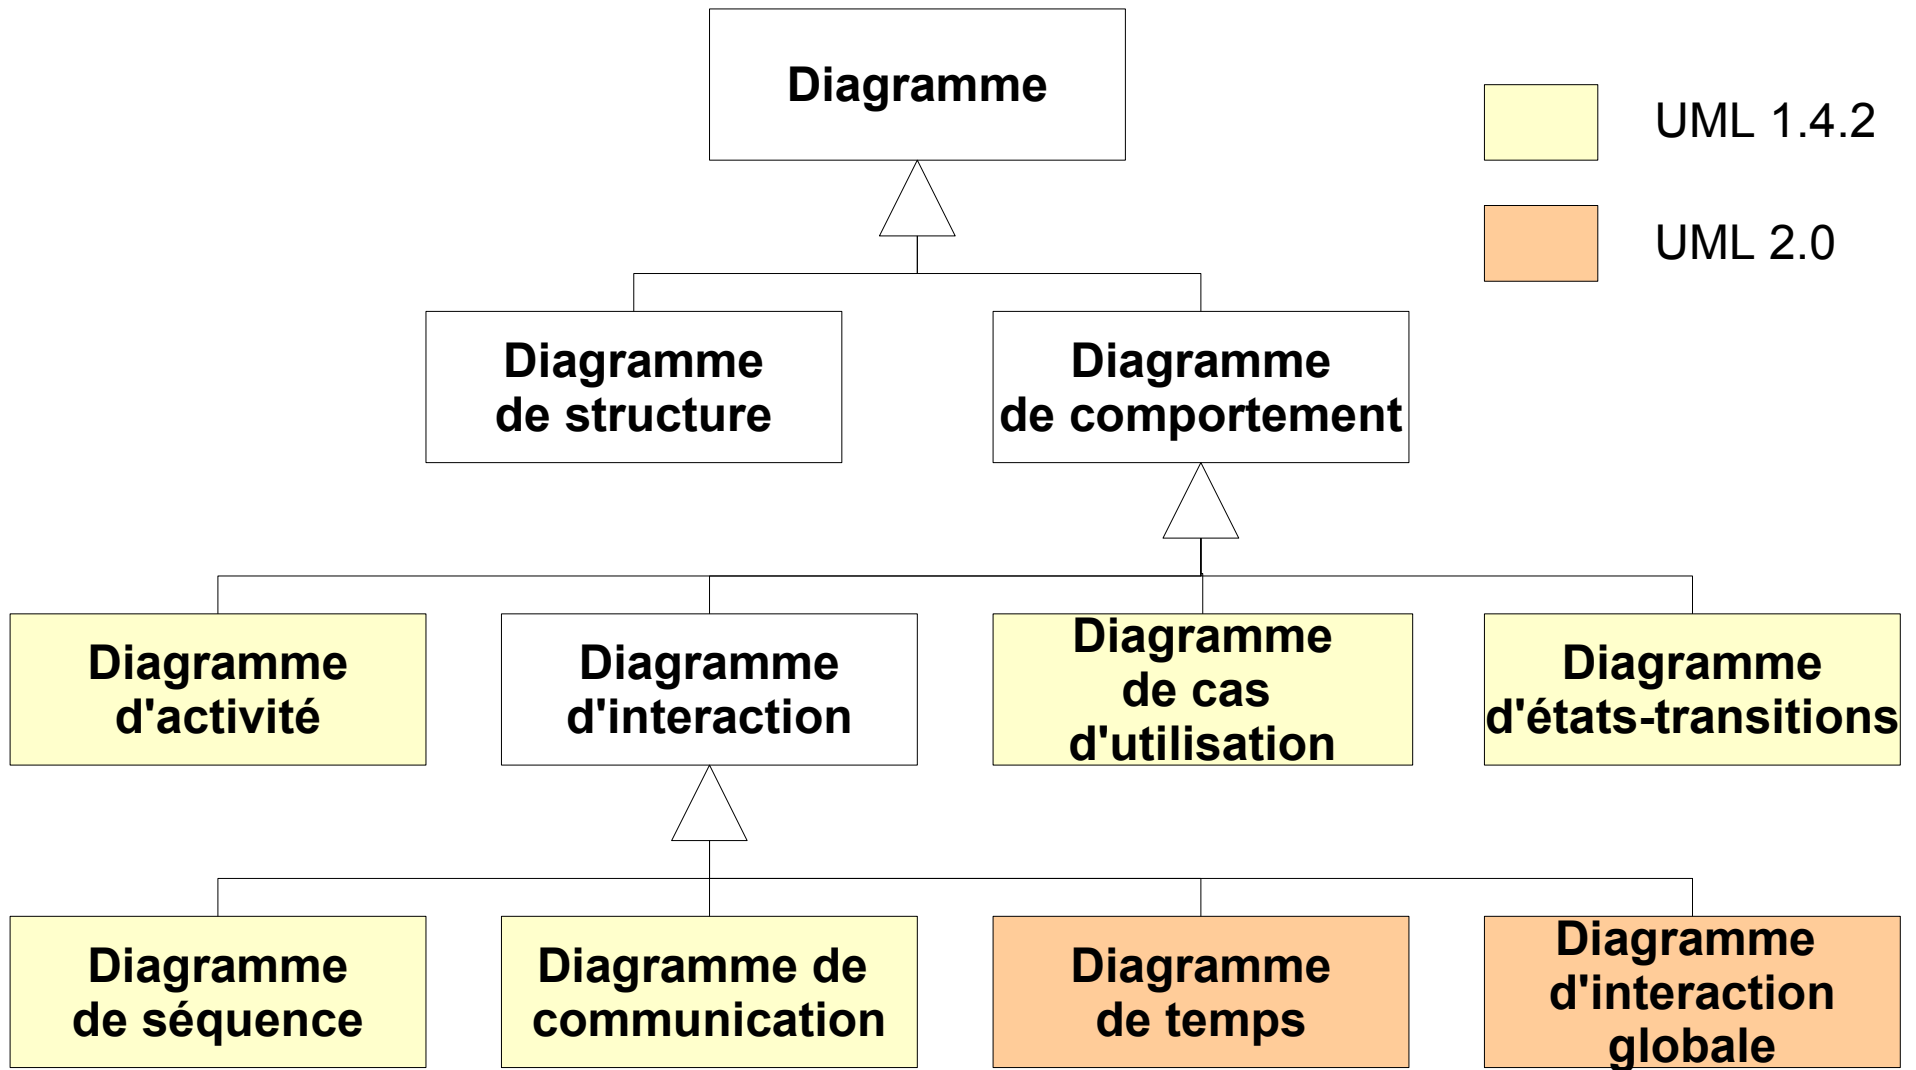 Diagramme
UML 1.4.2
UML 2.0
Diagramme
de structure
Diagramme
de comportement
Diagramme
d'activité
Diagramme
d'interaction
Diagramme
de cas
d'utilisation
Diagramme
d'états-transitions
Diagramme
de séquence
Diagramme de
communication
Diagramme
de temps
Diagramme
d'interaction
globale